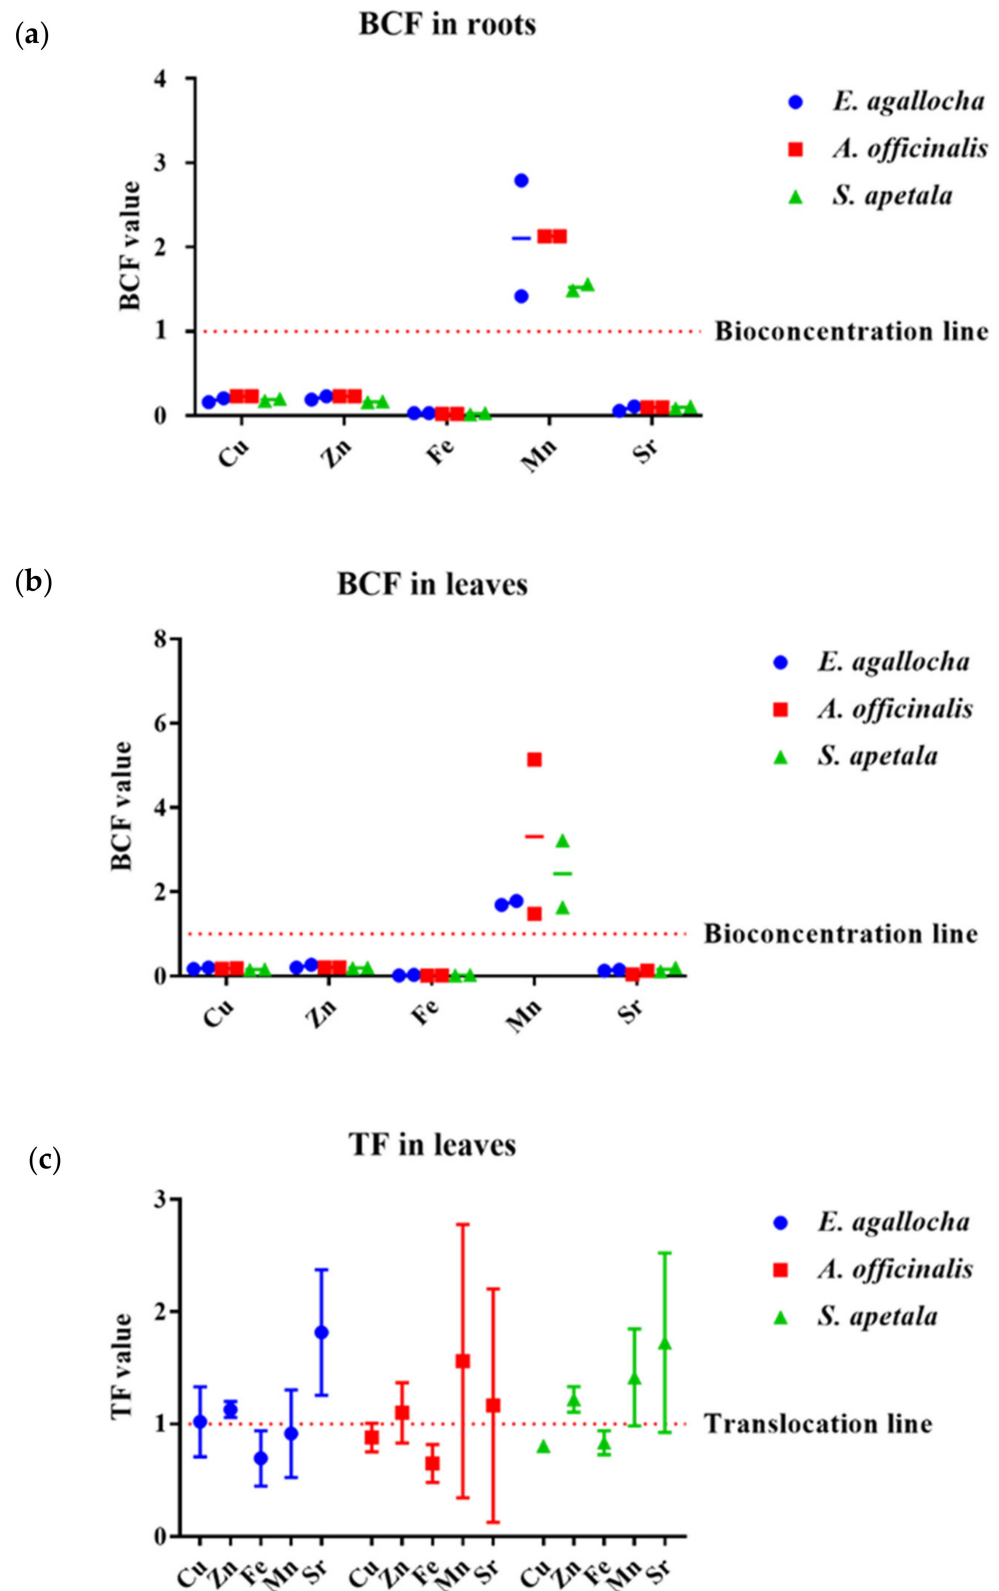 (a)
BCF in roots
BCF value
4
3
2
1
0
Cu
Zn
Fe
Mn
Sr
E. agallocha
A. officinalis
S. apetala
Bioconcentration line
(b)
BCF in leaves
BCF value
8
6
4
2
0
Cu
Zn
Fe
Mn
Sr
E. agallocha
A. officinalis
S. apetala
Bioconcentration line
(c)
TF in leaves
TF value
3
2
1
0
Cu
Zn
Fe
Mn
Sr
Cu
Zn
Fe
Mn
Sr
Cu
Zn
Fe
Mn
Sr
E. agallocha
A. officinalis
S. apetala
Translocation line